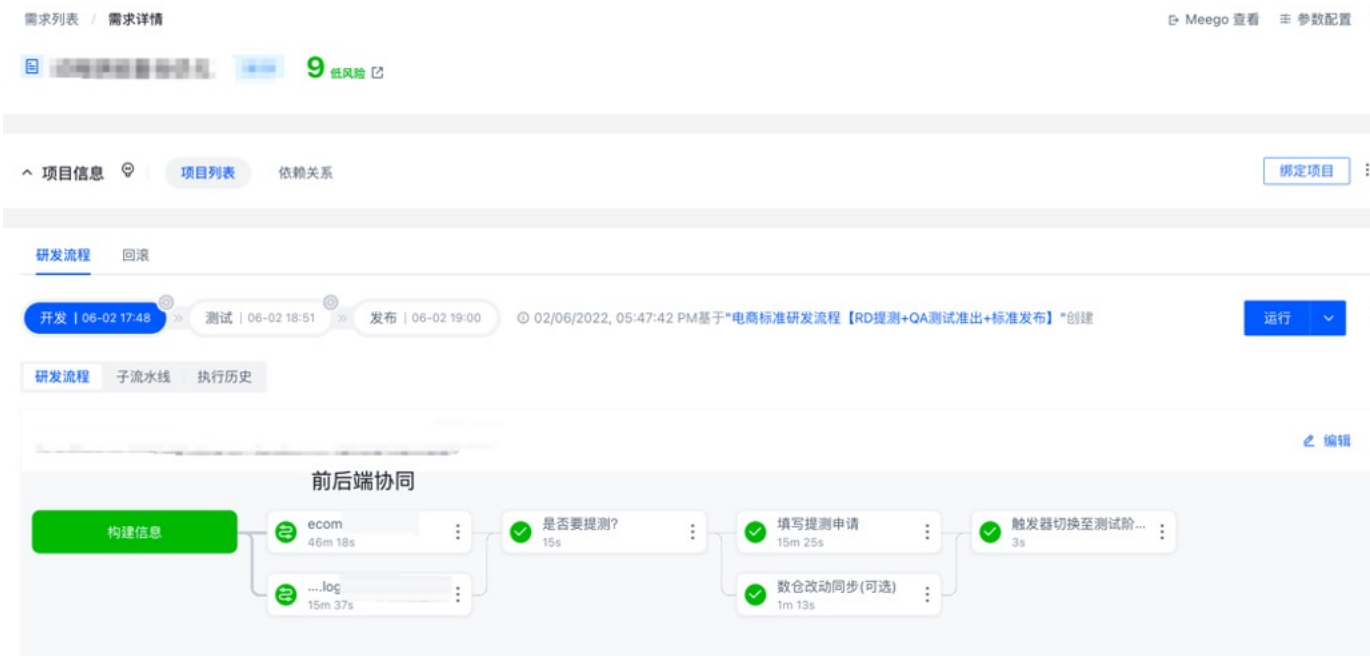 需求列表 / 需求详情
Meego 查看 参数配置
9 低风险
项目信息 项目列表 依赖关系 绑定项目
研发流程 回滚
开发 | 06-02 17:48 » 测试 | 06-02 18:51 » 发布 | 06-02 19:00 02/06/2022, 05:47:42 PM基于"电商标准研发流程【RD提测+QA测试准出+标准发布】"创建 运行
研发流程 子流水线 执行历史
编辑
前后端协同
构建信息
ecom
46m 18s
....log
15m 37s
是否要提测?
15s
填写提测申请
15m 25s
数仓改动同步(可选)
1m 13s
触发器切换至测试阶...
3s